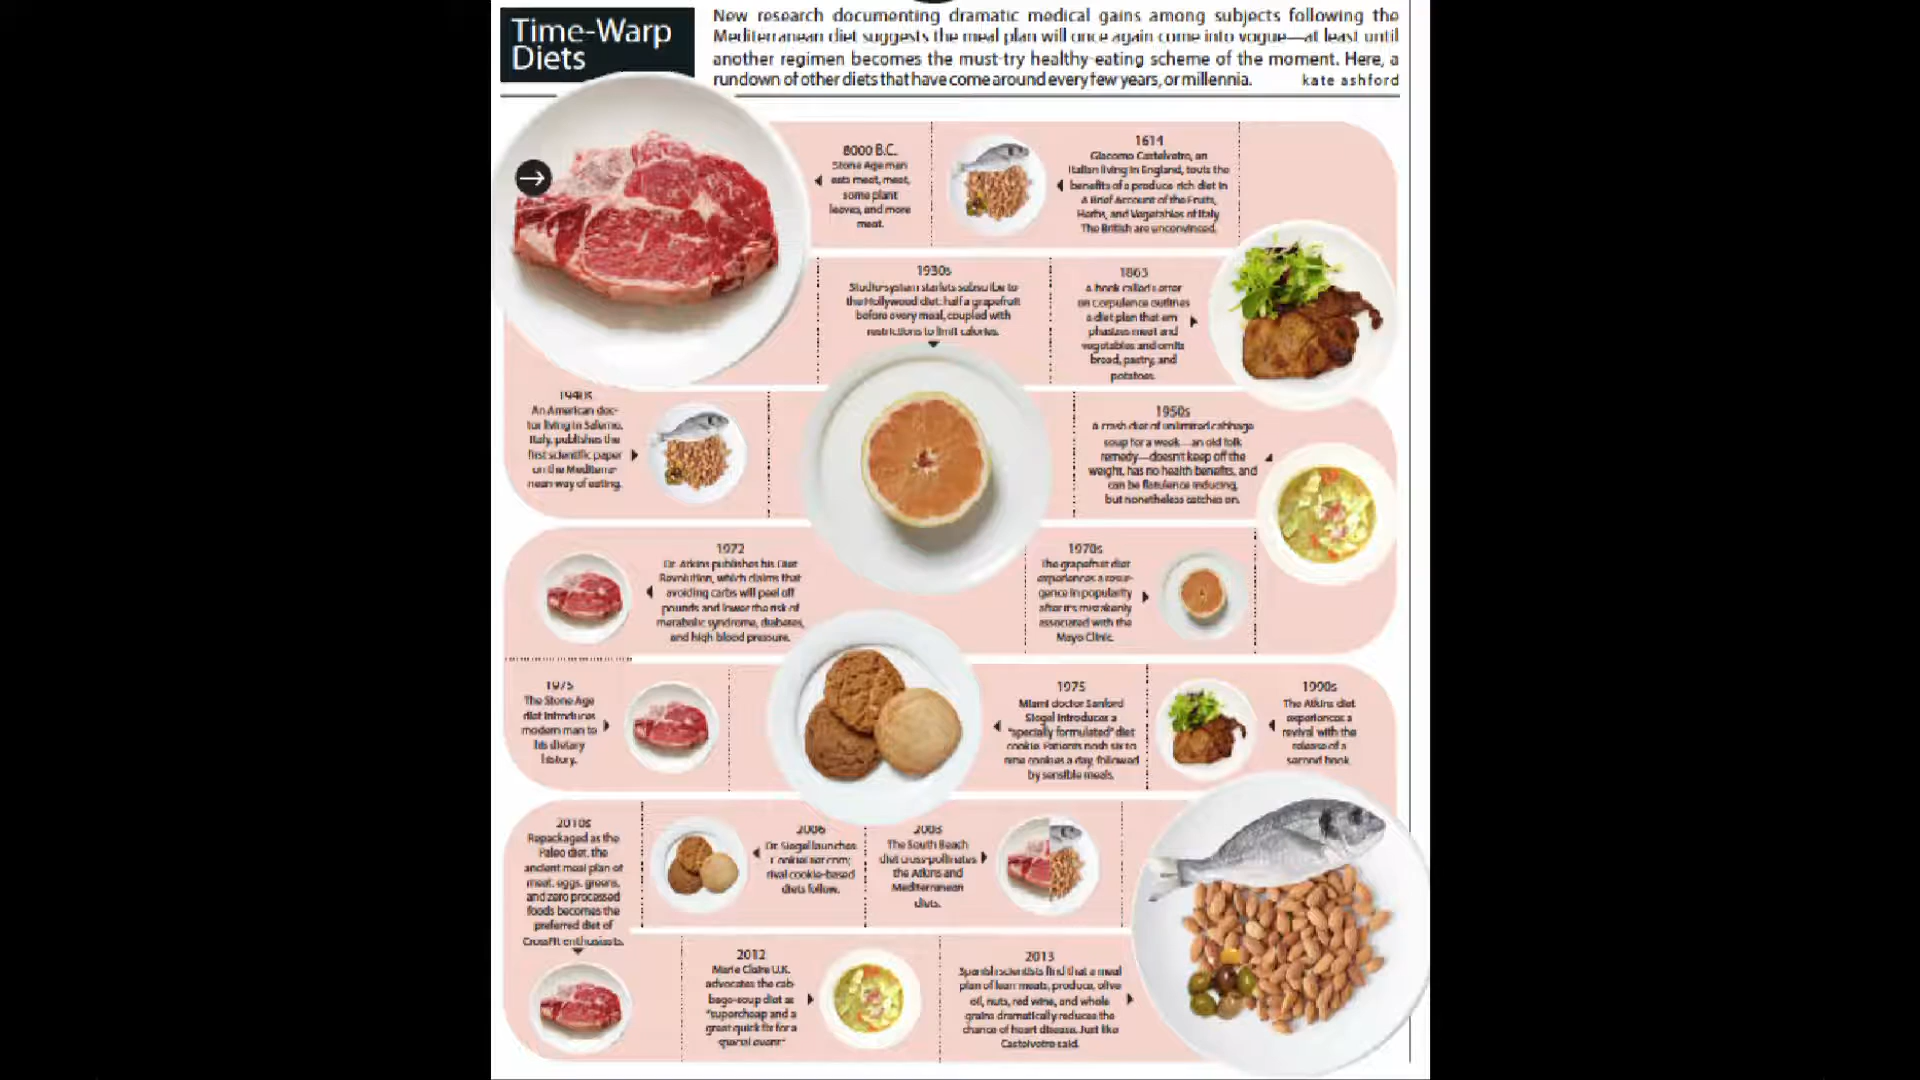 Time-Warp
Diets
New research documenting dramatic medical gains among subjects following the
Mediterranean diet suggests the meal plan will once again come into vogue—at least until
another regimen becomes the must-try healthy-eating scheme of the moment. Here, a
rundown of other diets that have come around every few years, or millennia.
kate ashford
8000 B.C.
Stone Age man
eats meat, meat,
some plant
leaves, and more
meat.
1614
Giacomo Castelvetro, an
Italian living in England, touts the
benefits of a produce-rich diet in
A Brief Account of the Fruits,
Herbs, and Vegetables of Italy
The British are unconvinced.
1930s
Studio-system starlets subscribe to
the Hollywood diet: half a grapefruit
before every meal, coupled with
restrictions to limit calories.
1863
A book called Letter
on Corpulence outlines
a diet plan that em
phasizes meat and
vegetables and omits
bread, pastry, and
potatoes.
1940s
An American doc-
tor living in Salerno,
Italy, publishes the
first scientific paper
on the Mediterra-
nean way of eating.
1950s
A crash diet of unlimited cabbage
soup for a week—an old folk
remedy—doesn't keep off the
weight, has no health benefits, and
can be flatulence inducing,
but nonetheless catches on.
1972
Dr. Atkins publishes his Diet
Revolution, which claims that
avoiding carbs will peel off
pounds and lower the risk of
metabolic syndrome, diabetes,
and high blood pressure.
1970s
The grapefruit diet
experiences a resur-
gence in popularity
after it's mistakenly
associated with the
Mayo Clinic.
1975
The Stone Age
diet introduces
modern man to
his dietary
history.
1975
Miami doctor Sanford
Siegel introduces a
"specially formulated" diet
cookie. Patients nosh six to
nine cookies a day, followed
by sensible meals.
1990s
The Atkins diet
experiences a
revival with the
release of a
second book.
2010s
Repackaged as the
Paleo diet, the
ancient meal plan of
meat, eggs, greens,
and zero processed
foods becomes the
preferred diet of
CrossFit enthusiasts.
2006
Dr. Siegel launches
CookieDiet.com;
rival cookie-based
diets follow.
2003
The South Beach
diet cross-pollinates
the Atkins and
Mediterranean
diets.
2012
Marie Claire U.K.
advocates the cab
bage-soup diet as
"supercheap and a
great quick fix for a
special event"
2013
Spanish scientists find that a meal
plan of lean meats, produce, olive
oil, nuts, red wine, and whole
grains dramatically reduces the
chance of heart disease. Just like
Castelvetro said.